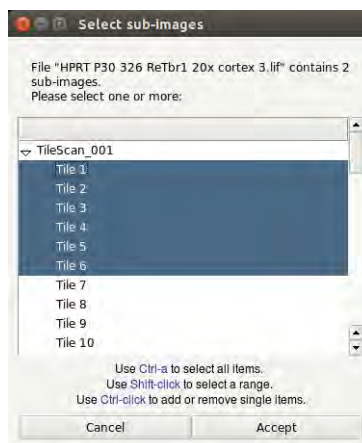 Select sub-images
File "HPRT P30 326 ReTbr1 20x cortex 3.lif" contains 2
sub-images.
Please select one or more:
TileScan_001
Tile 1
Tile 2
Tile 3
Tile 4
Tile 5
Tile 6
Tile 7
Tile 8
Tile 9
Tile 10
Use Ctrl-a to select all items.
Use Shift-click to select a range.
Use Ctrl-click to add or remove single items.
Cancel Accept